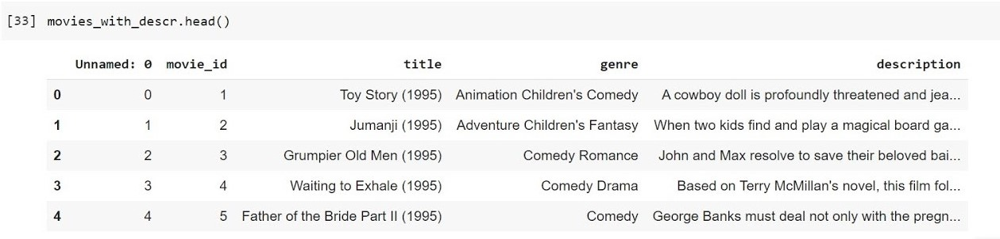 [33] movies_with_descr.head()
Unnamed: 0 movie_id title genre description
0 0 1 Toy Story (1995) Animation Children's Comedy A cowboy doll is profoundly threatened and jea...
1 1 2 Jumanji (1995) Adventure Children's Fantasy When two kids find and play a magical board ga...
2 2 3 Grumpier Old Men (1995) Comedy Romance John and Max resolve to save their beloved bai...
3 3 4 Waiting to Exhale (1995) Comedy Drama Based on Terry McMillan's novel, this film fol...
4 4 5 Father of the Bride Part II (1995) Comedy George Banks must deal not only with the pregn...